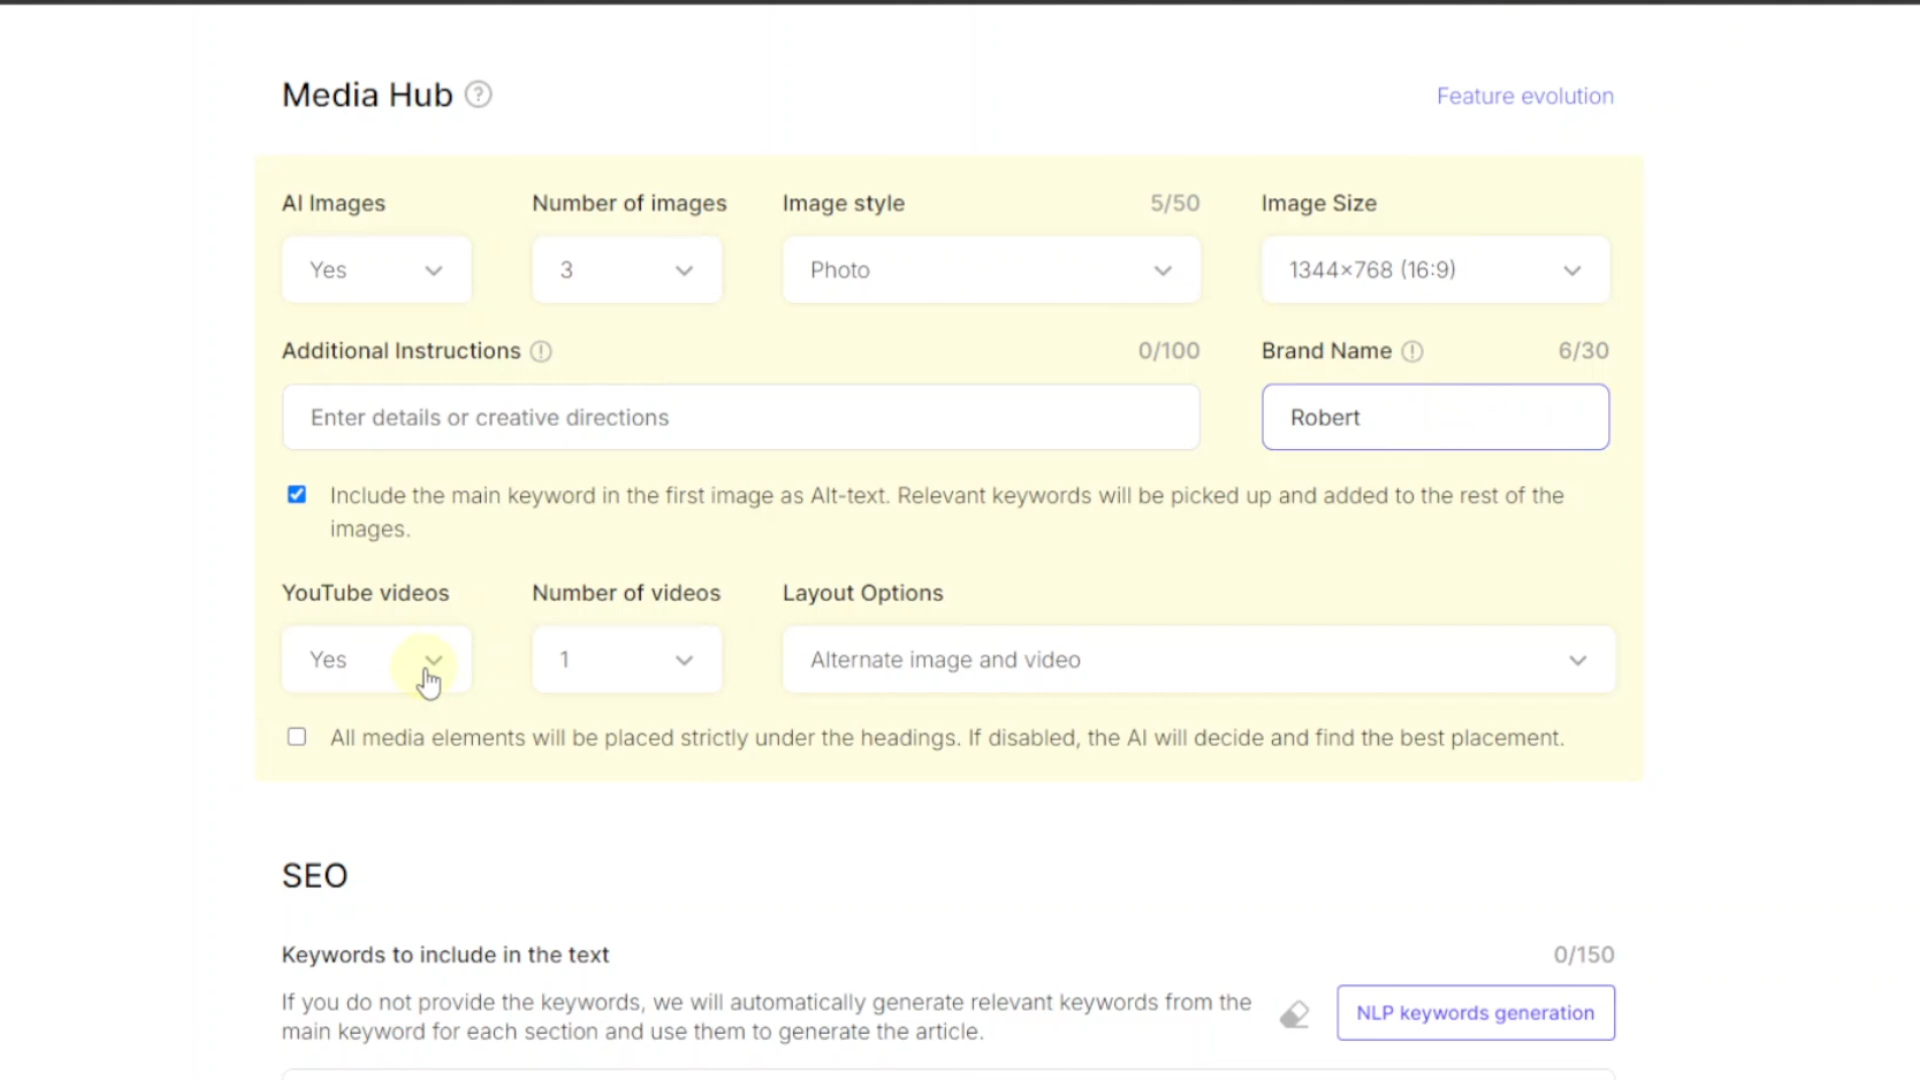 Media Hub ?
Feature evolution
AI Images
Number of images
Image style
5/50
Image Size
Yes
3
Photo
1344×768 (16:9)
Additional Instructions
0/100
Brand Name
6/30
Enter details or creative directions
Robert
Include the main keyword in the first image as Alt-text. Relevant keywords will be picked up and added to the rest of the
images.
YouTube videos
Number of videos
Layout Options
Yes
1
Alternate image and video
All media elements will be placed strictly under the headings. If disabled, the AI will decide and find the best placement.
SEO
Keywords to include in the text
0/150
If you do not provide the keywords, we will automatically generate relevant keywords from the
main keyword for each section and use them to generate the article.
NLP keywords generation